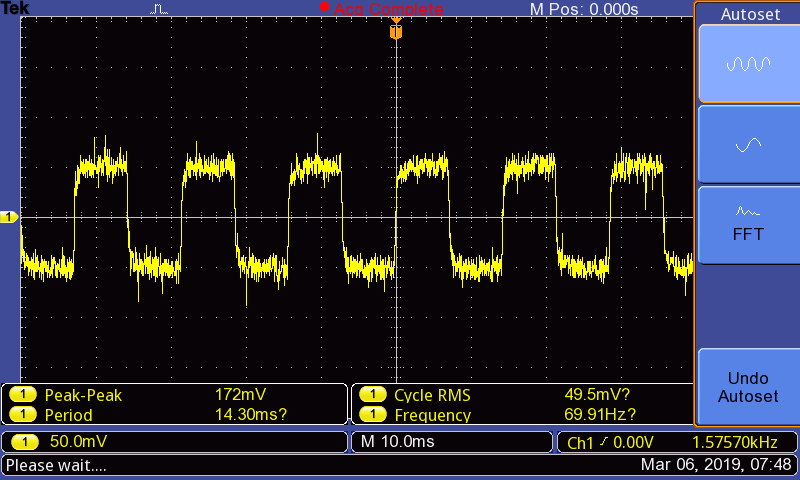 Tek
Acq Complete
M Pos: 0.000s
Autoset
T
1
FFT
1 Peak-Peak 172mV
1 Cycle RMS 49.5mV?
1 Period 14.30ms?
1 Frequency 69.91Hz?
Undo
Autoset
1 50.0mV
M 10.0ms
Ch1 0.00V 1.57570kHz
Please wait....
Mar 06, 2019, 07:48